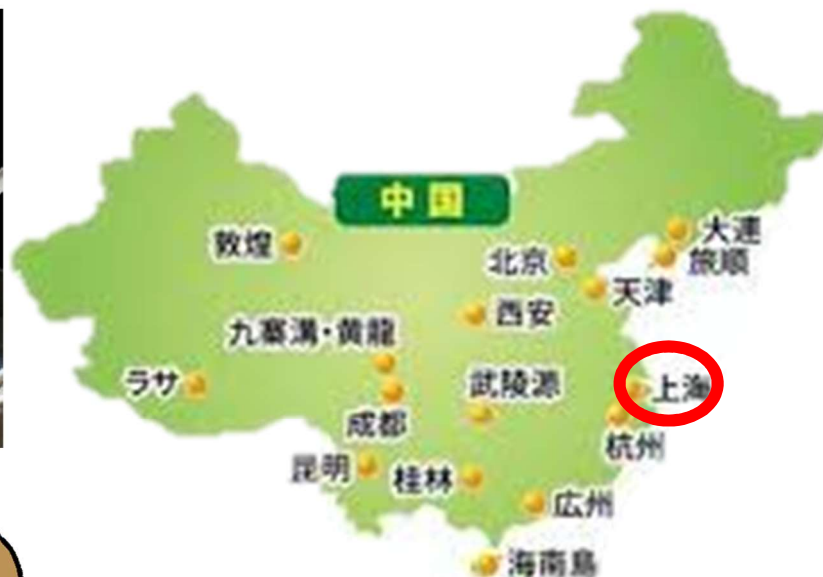 中国
敦煌
北京
大連
旅順
天津
西安
九寨溝・黄龍
ラサ
武陵源
上海
成都
杭州
昆明
桂林
広州
海南島